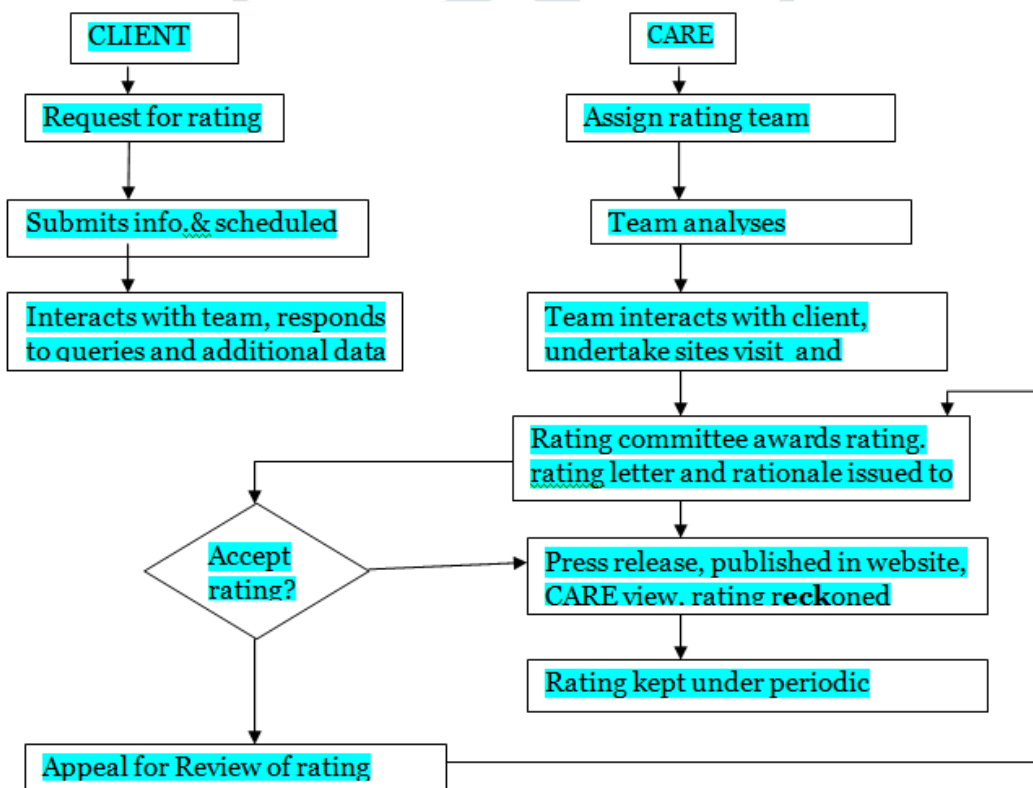 CLIENT
Request for rating
Submits info.& scheduled
Interacts with team, responds
to queries and additional data
CARE
Assign rating team
Team analyses
Team interacts with client,
undertake sites visit and
Rating committee awards rating.
rating letter and rationale issued to
Accept
rating?
Press release, published in website,
CARE view. rating reckoned
Rating kept under periodic
Appeal for Review of rating